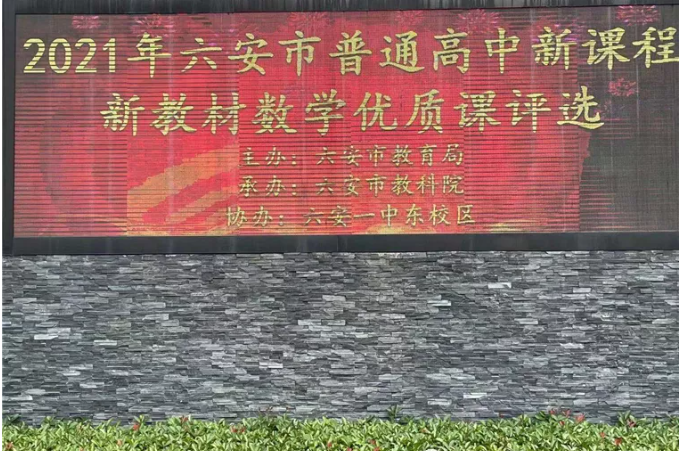 2021年六安市普通高中新课程
新教材数学优质课评选
主办：六安市教育局
承办：六安市教科院
协办：六安一中东校区